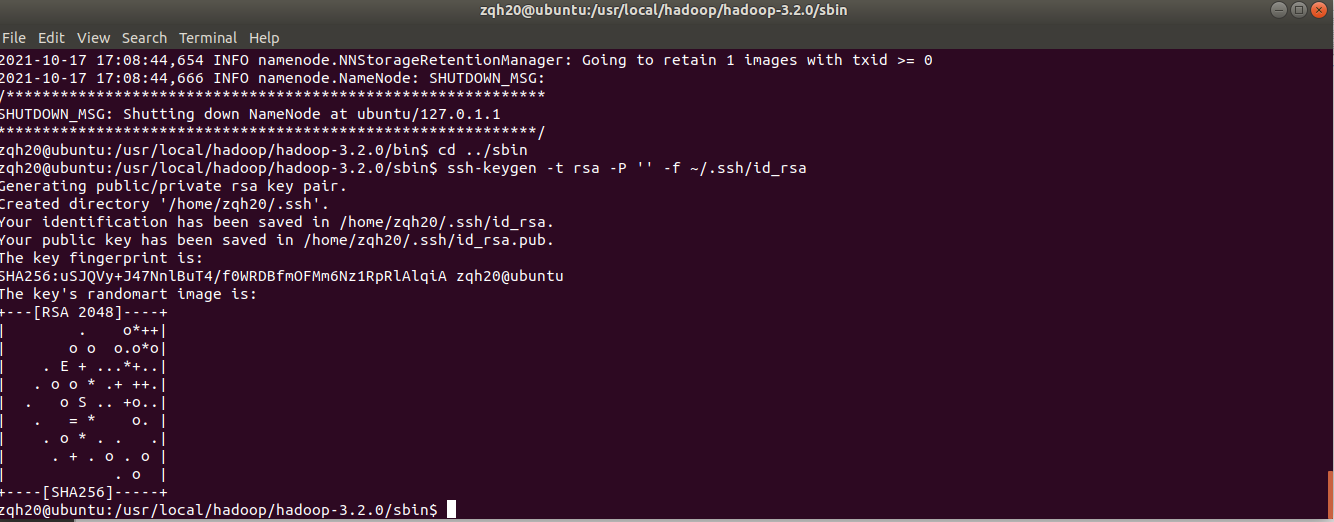 zqh20@ubuntu:/usr/local/hadoop/hadoop-3.2.0/sbin
File Edit View Search Terminal Help
2021-10-17 17:08:44,654 INFO namenode.NNStorageRetentionManager: Going to retain 1 images with txid >= 0
2021-10-17 17:08:44,666 INFO namenode.NameNode: SHUTDOWN_MSG:
/************************************************************
SHUTDOWN_MSG: Shutting down NameNode at ubuntu/127.0.1.1
************************************************************/
zqh20@ubuntu:/usr/local/hadoop/hadoop-3.2.0/bin$ cd ../sbin
zqh20@ubuntu:/usr/local/hadoop/hadoop-3.2.0/sbin$ ssh-keygen -t rsa -P '' -f ~/.ssh/id_rsa
Generating public/private rsa key pair.
Created directory '/home/zqh20/.ssh'.
Your identification has been saved in /home/zqh20/.ssh/id_rsa.
Your public key has been saved in /home/zqh20/.ssh/id_rsa.pub.
The key fingerprint is:
SHA256:uSJQVy+J47NnlBuT4/f0WRDBfmOFMm6Nz1RpRlAlqiA zqh20@ubuntu
The key's randomart image is:
+---[RSA 2048]----+
|        .    o*++|
|       o o  o.o*o|
|    . E + ...*+..|
|   . o o * .+ ++.|
|  .   o S .. +o..|
|   .   = *    o. |
|    . o * . .   .|
|     . + . o . o |
|            . o  |
+----[SHA256]-----+
zqh20@ubuntu:/usr/local/hadoop/hadoop-3.2.0/sbin$